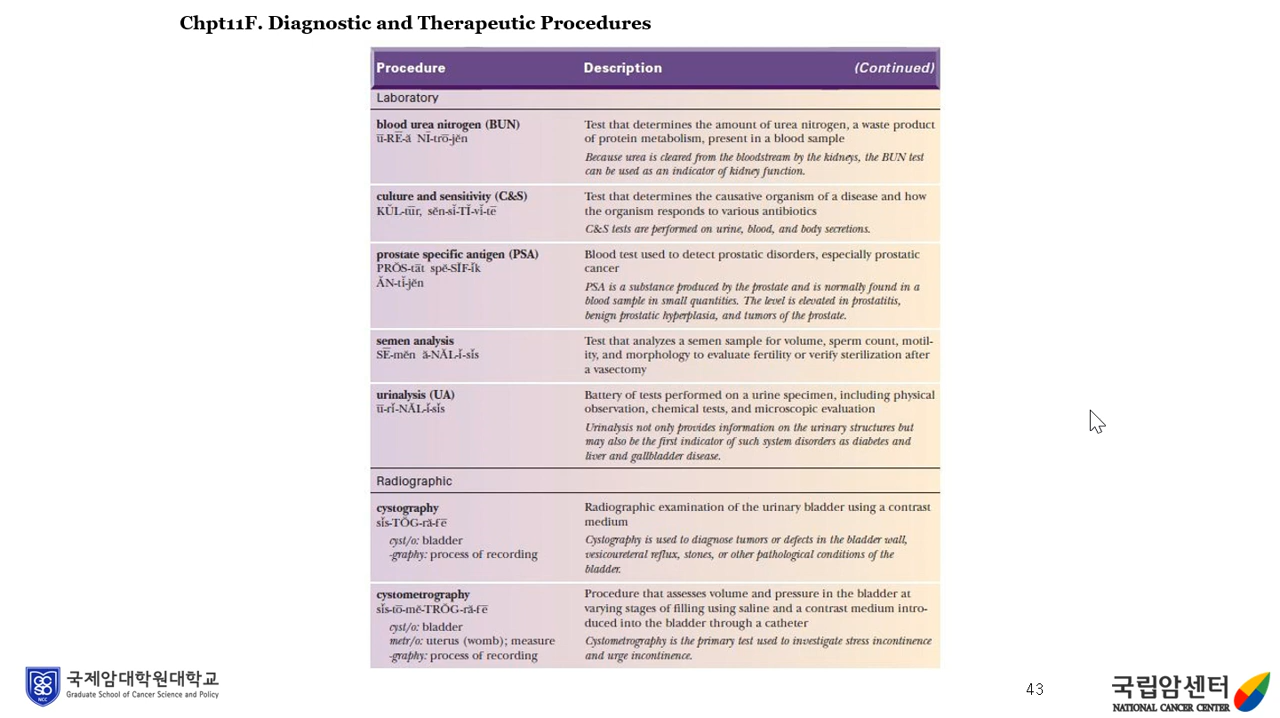 Chpt11F. Diagnostic and Therapeutic Procedures
Procedure Description (Continued)
Laboratory
blood urea nitrogen (BUN)
ū-RĒ-ă NĪ-trō-jĕn
Test that determines the amount of urea nitrogen, a waste product
of protein metabolism, present in a blood sample
Because urea is cleared from the bloodstream by the kidneys, the BUN test
can be used as an indicator of kidney function.
culture and sensitivity (C&S)
KŬL-tūr, sĕn-sĭ-TĬ-vĭ-tē
Test that determines the causative organism of a disease and how
the organism responds to various antibiotics
C&S tests are performed on urine, blood, and body secretions.
prostate specific antigen (PSA)
PRŎS-tāt spĕ-SĬF-ĭk
ĂN-tĭ-jĕn
Blood test used to detect prostatic disorders, especially prostatic
cancer
PSA is a substance produced by the prostate and is normally found in a
blood sample in small quantities. The level is elevated in prostatitis,
benign prostatic hyperplasia, and tumors of the prostate.
semen analysis
SĒ-mĕn ă-NĂL-ĭ-sĭs
Test that analyzes a semen sample for volume, sperm count, motil-
ity, and morphology to evaluate fertility or verify sterilization after
a vasectomy
urinalysis (UA)
ū-rĭ-NĂL-ĭ-sĭs
Battery of tests performed on a urine specimen, including physical
observation, chemical tests, and microscopic evaluation
Urinalysis not only provides information on the urinary structures but
may also be the first indicator of such system disorders as diabetes and
liver and gallbladder disease.
Radiographic
cystography
sĭs-TŎG-ră-fē
cyst/o: bladder
-graphy: process of recording
Radiographic examination of the urinary bladder using a contrast
medium
Cystography is used to diagnose tumors or defects in the bladder wall,
vesicoureteral reflux, stones, or other pathological conditions of the
bladder.
cystometrography
sĭs-tō-mĕ-TRŎG-ră-fē
cyst/o: bladder
metr/o: uterus (womb); measure
-graphy: process of recording
Procedure that assesses volume and pressure in the bladder at
varying stages of filling using saline and a contrast medium intro-
duced into the bladder through a catheter
Cystometrography is the primary test used to investigate stress incontinence
and urge incontinence.
NCC
국제암대학원대학교
Graduate School of Cancer Science and Policy
43
국립암센터
NATIONAL CANCER CENTER